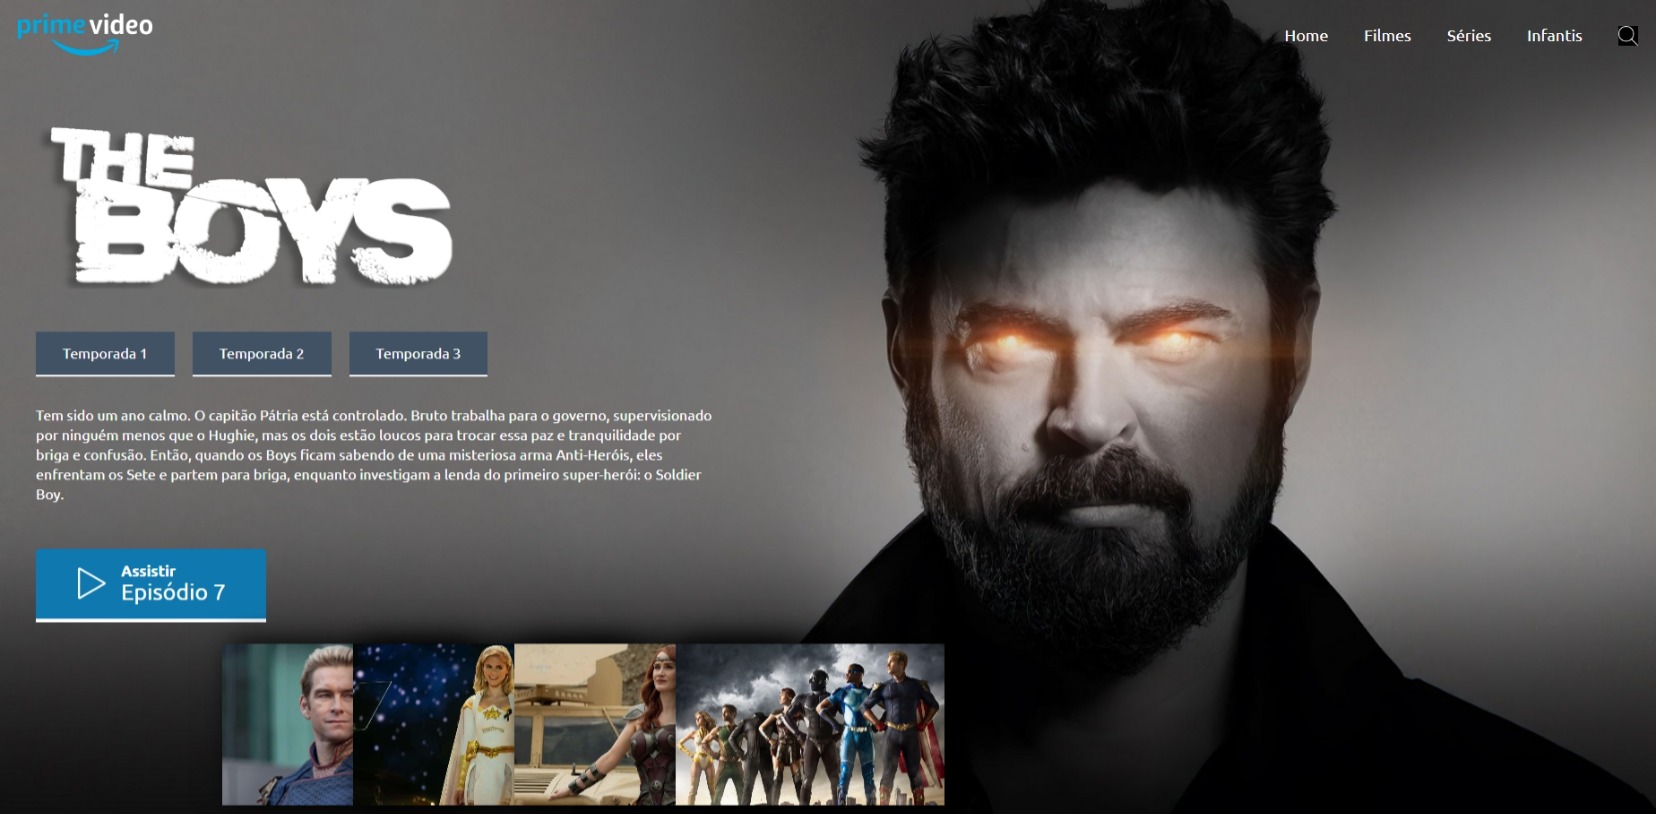 prime video
Home
Filmes
Séries
Infantis
THE
BOYS
Temporada 1
Temporada 2
Temporada 3
Tem sido um ano calmo. O capitão Pátria está controlado. Bruto trabalha para o governo, supervisionado
por ninguém menos que o Hughie, mas os dois estão loucos para trocar essa paz e tranquilidade por
briga e confusão. Então, quando os Boys ficam sabendo de uma misteriosa arma Anti-Heróis, eles
enfrentam os Sete e partem para briga, enquanto investigam a lenda do primeiro super-herói: o Soldier
Boy.
Assistir
Episódio 7